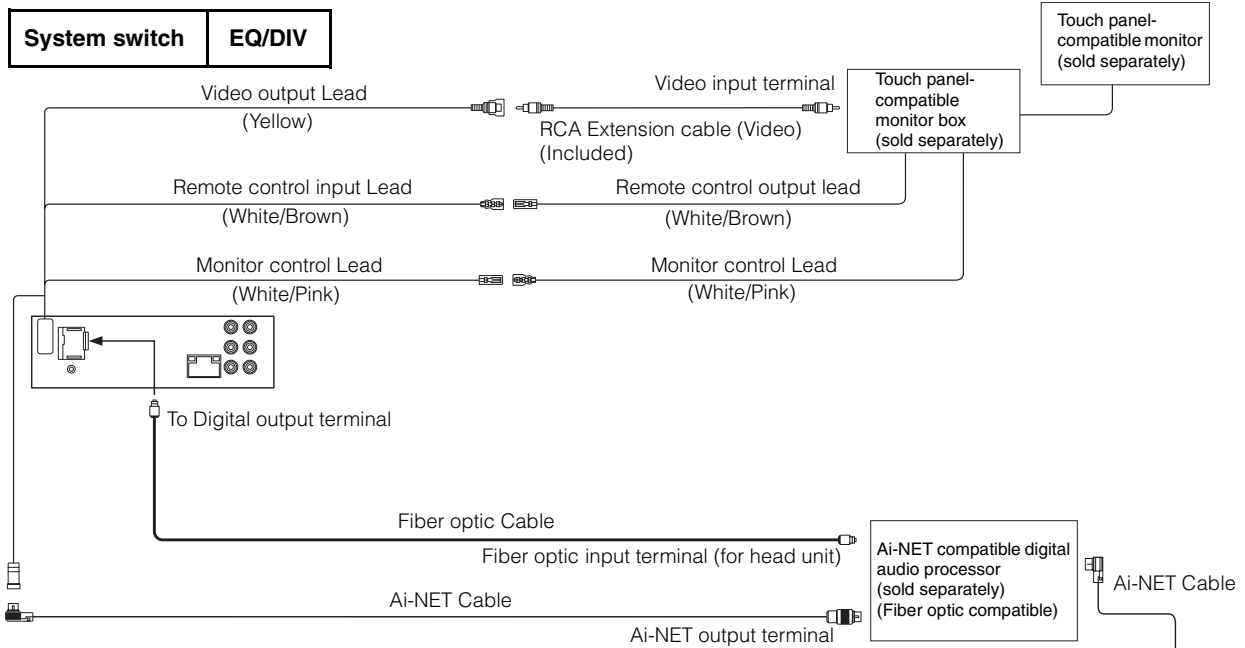 System switch EQ/DIV
Touch panel-
compatible monitor
(sold separately)
Video output Lead
(Yellow)
Video input terminal
RCA Extension cable (Video)
(Included)
Touch panel-
compatible
monitor box
(sold separately)
Remote control input Lead
(White/Brown)
Remote control output lead
(White/Brown)
Monitor control Lead
(White/Pink)
Monitor control Lead
(White/Pink)
To Digital output terminal
Fiber optic Cable
Fiber optic input terminal (for head unit)
Ai-NET compatible digital
audio processor
(sold separately)
(Fiber optic compatible)
Ai-NET Cable
Ai-NET Cable
Ai-NET output terminal